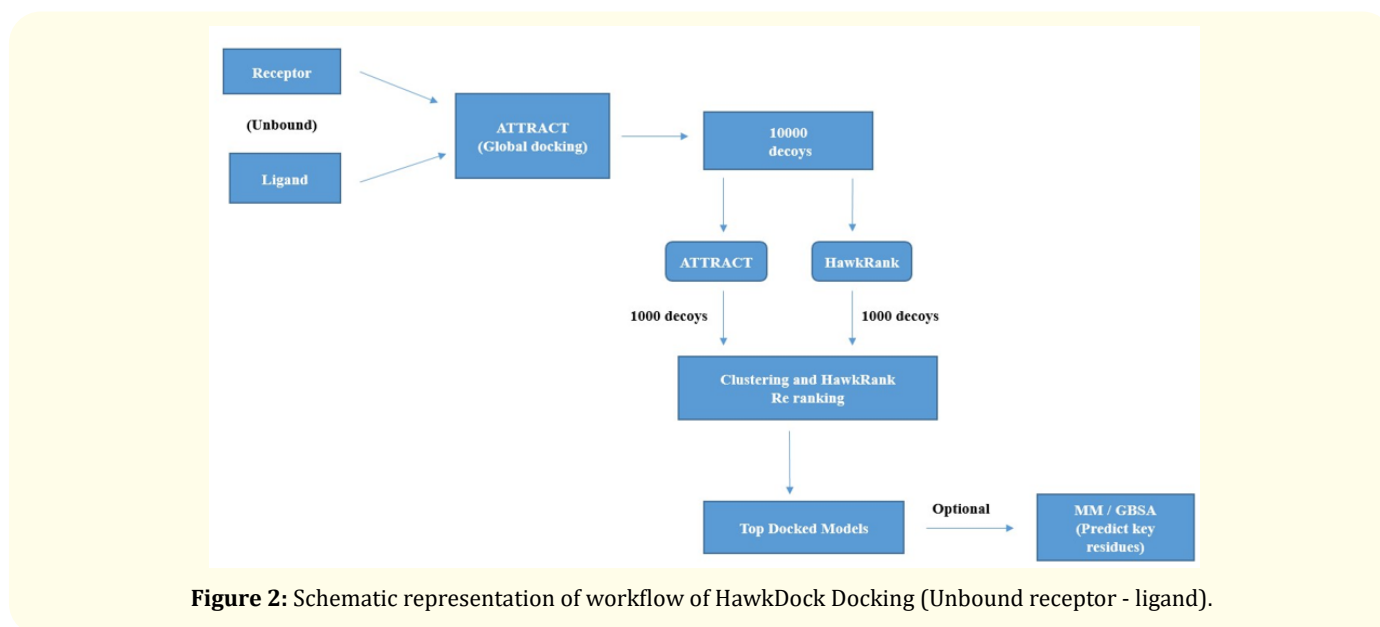 Receptor
(Unbound)
Ligand
ATTRACT
(Global docking)
10000
decoys
ATTRACT
HawkRank
1000 decoys
1000 decoys
Clustering and HawkRank
Re ranking
Top Docked Models
Optional
MM / GBSA
(Predict key
residues)
Figure 2: Schematic representation of workflow of HawkDock Docking (Unbound receptor - ligand).